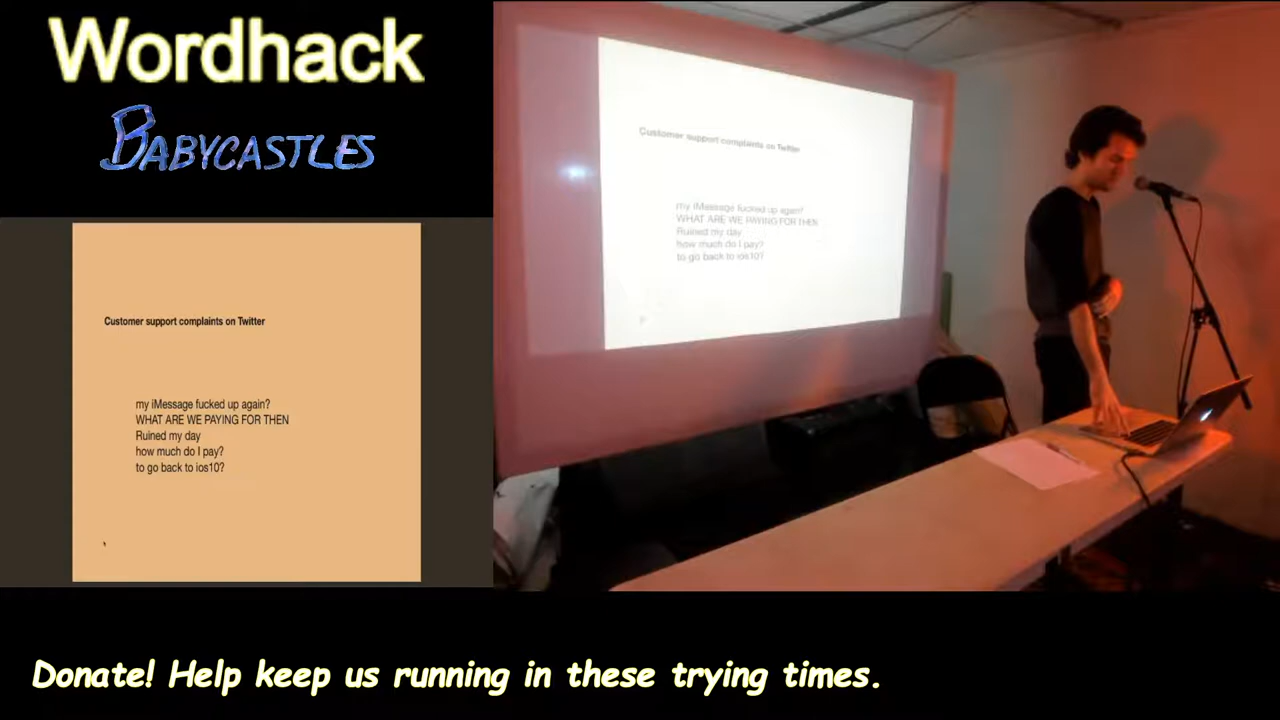 Wordhack
BABYCASTLES
Customer support complaints on Twitter
my iMessage fucked up again?
WHAT ARE WE PAYING FOR THEN
Ruined my day
how much do I pay?
to go back to ios10?
Customer support complaints on Twitter
my iMessage fucked up again?
WHAT ARE WE PAYING FOR THEN
Ruined my day
how much do I pay?
to go back to ios10?
Donate! Help keep us running in these trying times.